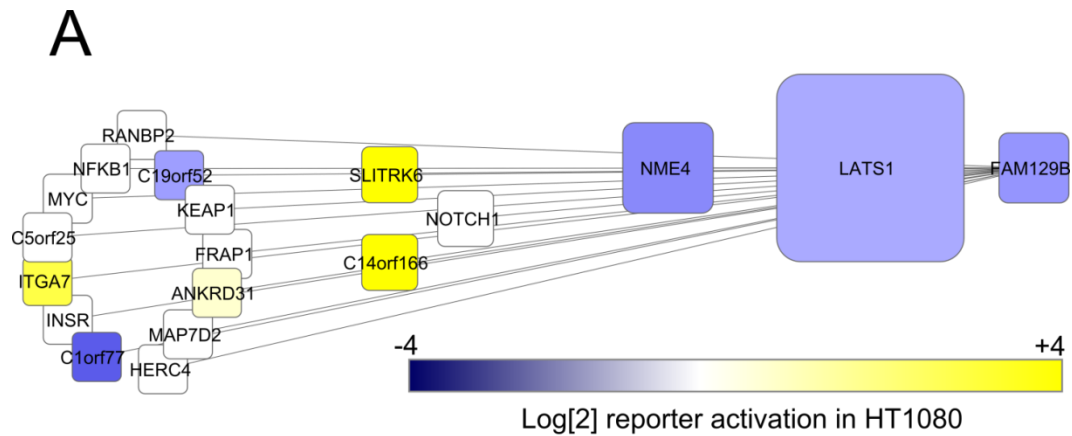 A
RANBP2
NFKB1
C19orf52
SLITRK6
NME4
LATS1
FAM129B
MYC
KEAP1
NOTCH1
C5orf25
FRAP1
C14orf166
ITGA7
ANKRD31
INSR
MAP7D2
C1orf77
HERC4
-4
+4
Log[2] reporter activation in HT1080